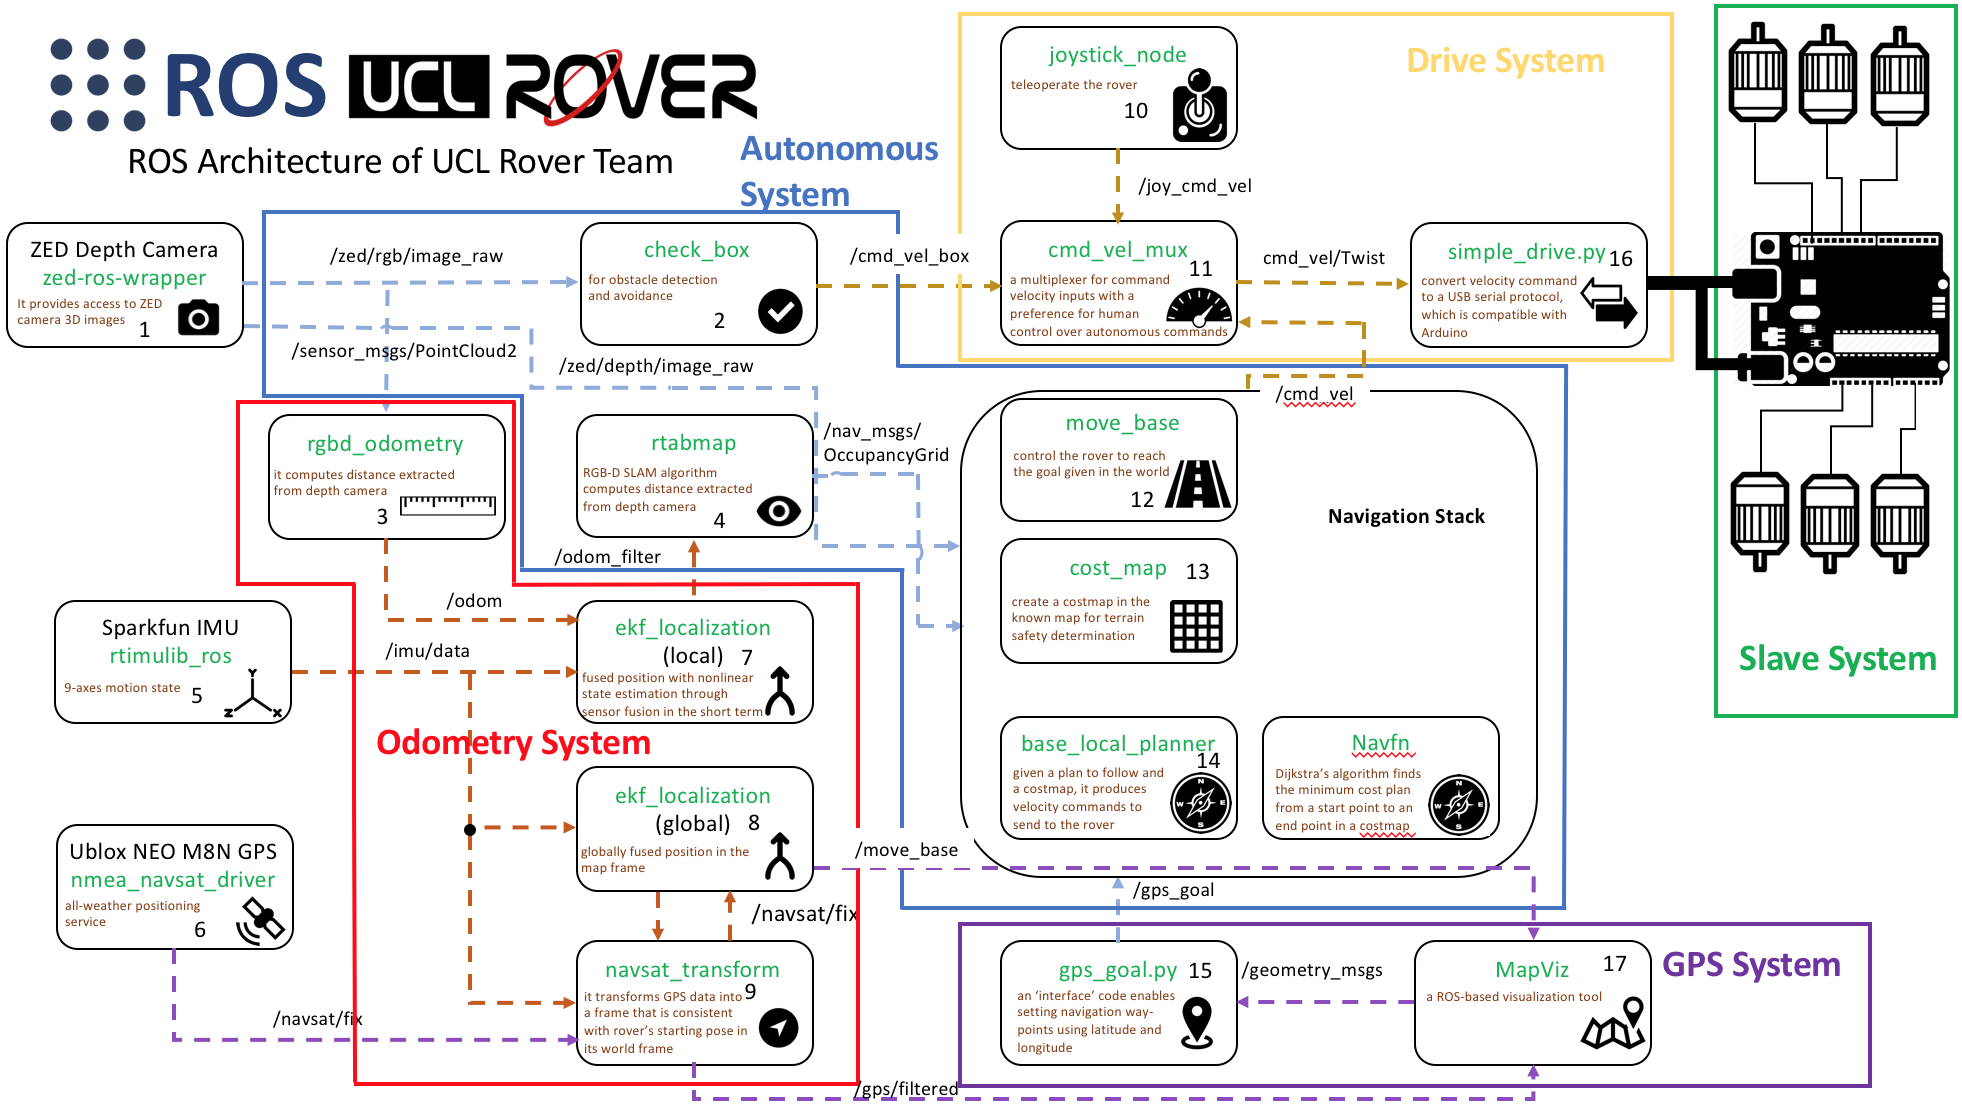 ROS UCL ROVER
ROS Architecture of UCL Rover Team
Autonomous
System
Drive System
joystick_node
teleoperate the rover
10
/joy_cmd_vel
ZED Depth Camera
zed-ros-wrapper
It provides access to ZED
camera 3D images
1
/zed/rgb/image_raw
check_box
for obstacle detection
and avoidance
2
/cmd_vel_box
cmd_vel_mux
11
a multiplexer for command
velocity inputs with a
preference for human
control over autonomous commands
cmd_vel/Twist
simple_drive.py
16
convert velocity command
to a USB serial protocol,
which is compatible with
Arduino
/sensor_msgs/PointCloud2
/zed/depth/image_raw
/cmd_vel
rgbd_odometry
it computes distance extracted
from depth camera
3
rtabmap
RGB-D SLAM algorithm
computes distance extracted
from depth camera
4
/nav_msgs/
OccupancyGrid
move_base
control the rover to reach
the goal given in the world
12
Navigation Stack
/odom_filter
cost_map
13
create a costmap in the
known map for terrain
safety determination
Slave System
/odom
/imu/data
Sparkfun IMU
rtimulib_ros
9-axes motion state
5
Y
Z
X
ekf_localization
(local)
7
fused position with nonlinear
state estimation through
sensor fusion in the short term
Odometry System
base_local_planner
14
given a plan to follow and
a costmap, it produces
velocity commands to
send to the rover
N
W
E
S
Navfn
Dijkstra's algorithm finds
the minimum cost plan
from a start point to an
end point in a costmap
N
W
E
S
ekf_localization
(global)
8
globally fused position in the
map frame
/move_base
Ublox NEO M8N GPS
nmea_navsat_driver
all-weather positioning
service
6
/navsat/fix
/gps_goal
navsat_transform
9
it transforms GPS data into
a frame that is consistent
with rover's starting pose in
its world frame
/navsat/fix
gps_goal.py
15
an 'interface' code enables
setting navigation way-
points using latitude and
longitude
/geometry_msgs
MapViz
17
a ROS-based visualization tool
GPS System
/gps/filtered